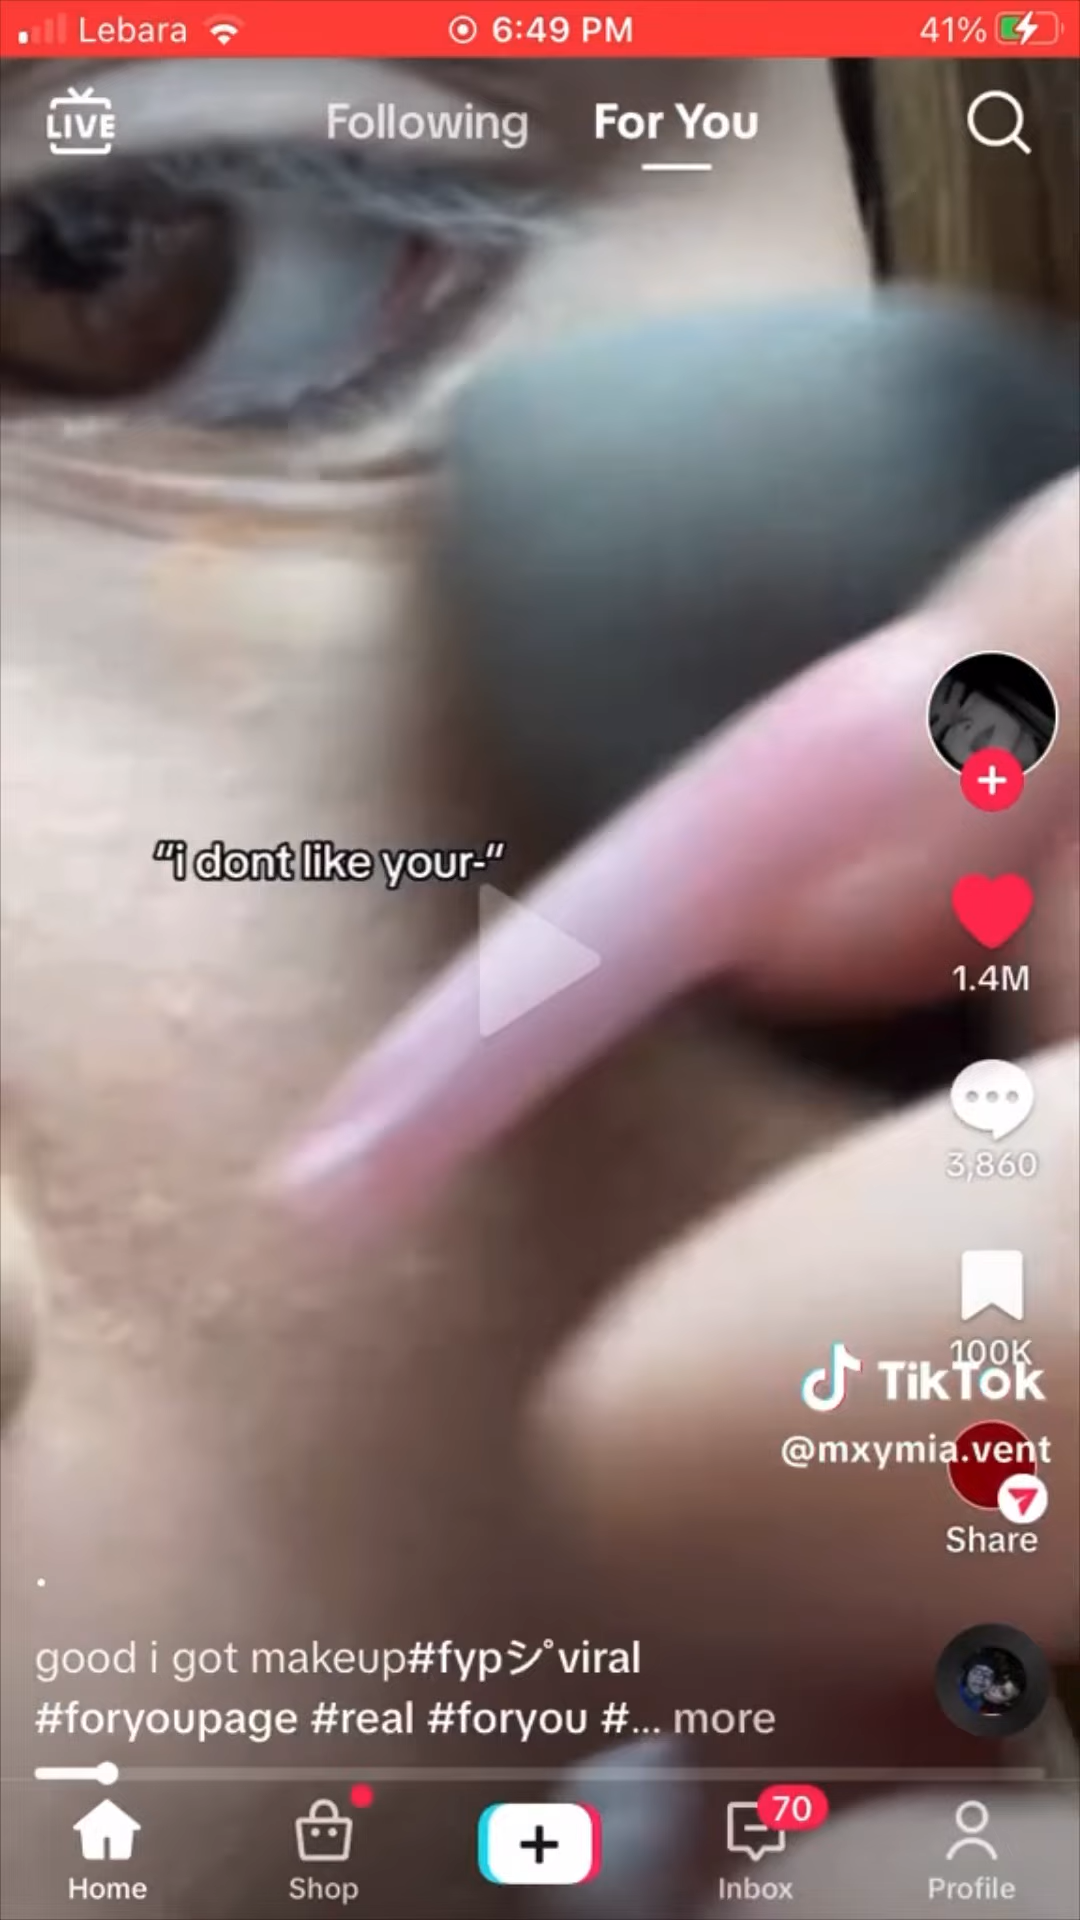 Lebara
6:49 PM
41%
LIVE
Following
For You
"i dont like your-"
1.4M
3,860
100K
TikTok
@mxymia.vent
Share
.
good i got makeup#fypシ゚viral
#foryoupage #real #foryou #... more
70
Home
Shop
Inbox
Profile